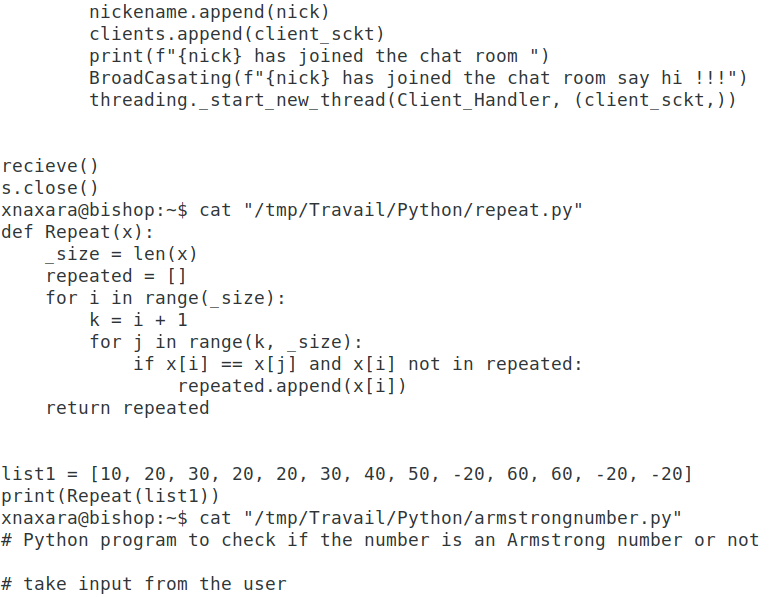 nickename.append(nick)
        clients.append(client_sckt)
        print(f"{nick} has joined the chat room ")
        BroadCasating(f"{nick} has joined the chat room say hi !!!")
        threading._start_new_thread(Client_Handler, (client_sckt,))


recieve()
s.close()
xnaxara@bishop:~$ cat "/tmp/Travail/Python/repeat.py"
def Repeat(x):
    _size = len(x)
    repeated = []
    for i in range(_size):
        k = i + 1
        for j in range(k, _size):
            if x[i] == x[j] and x[i] not in repeated:
                repeated.append(x[i])
    return repeated


list1 = [10, 20, 30, 20, 20, 30, 40, 50, -20, 60, 60, -20, -20]
print(Repeat(list1))
xnaxara@bishop:~$ cat "/tmp/Travail/Python/armstrongnumber.py"
# Python program to check if the number is an Armstrong number or not

# take input from the user